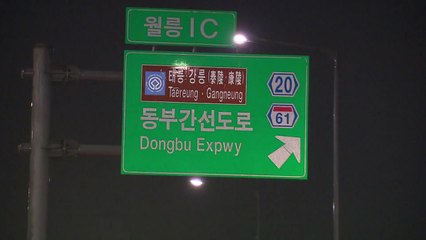 월릉IC
태릉·강릉(泰陵·康陵)
Taereung·Gangneung
20
동부간선도로
61
Dongbu Expwy